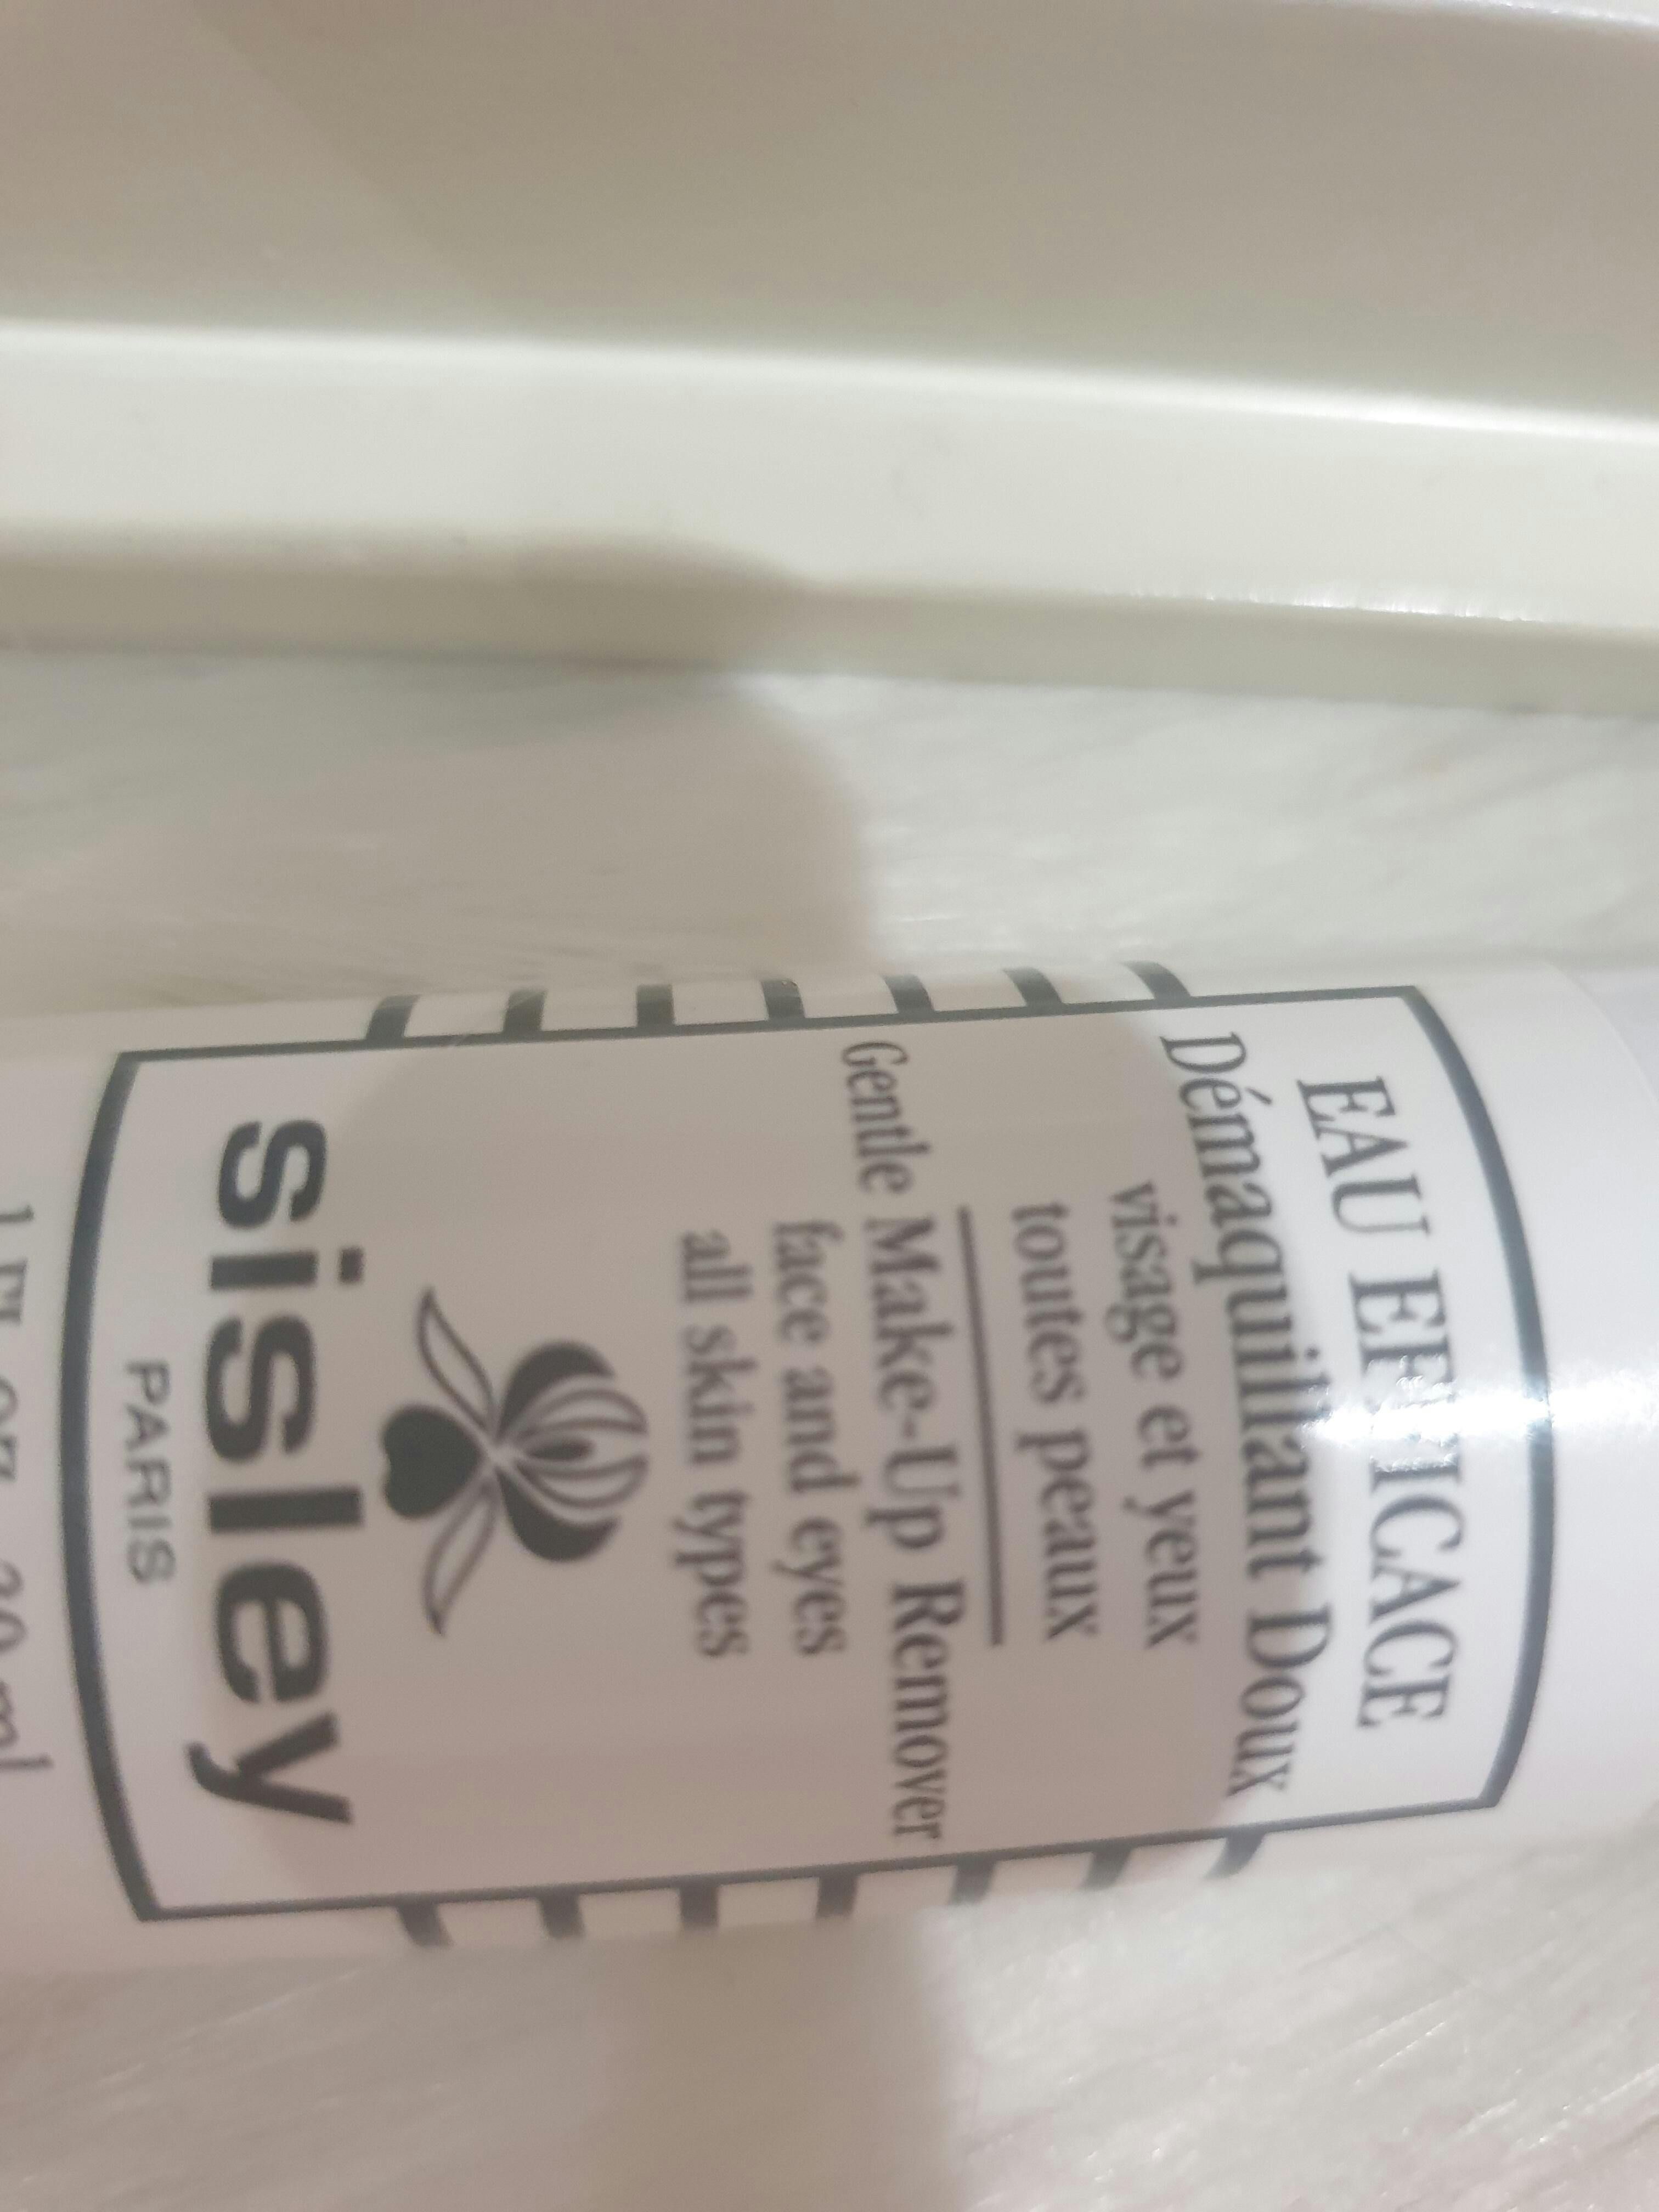 EAU EFFICACE
Démaquillant Doux
visage et yeux
toutes peaux
Gentle Make-Up Remover
face and eyes
all skin types
sisley
PARIS